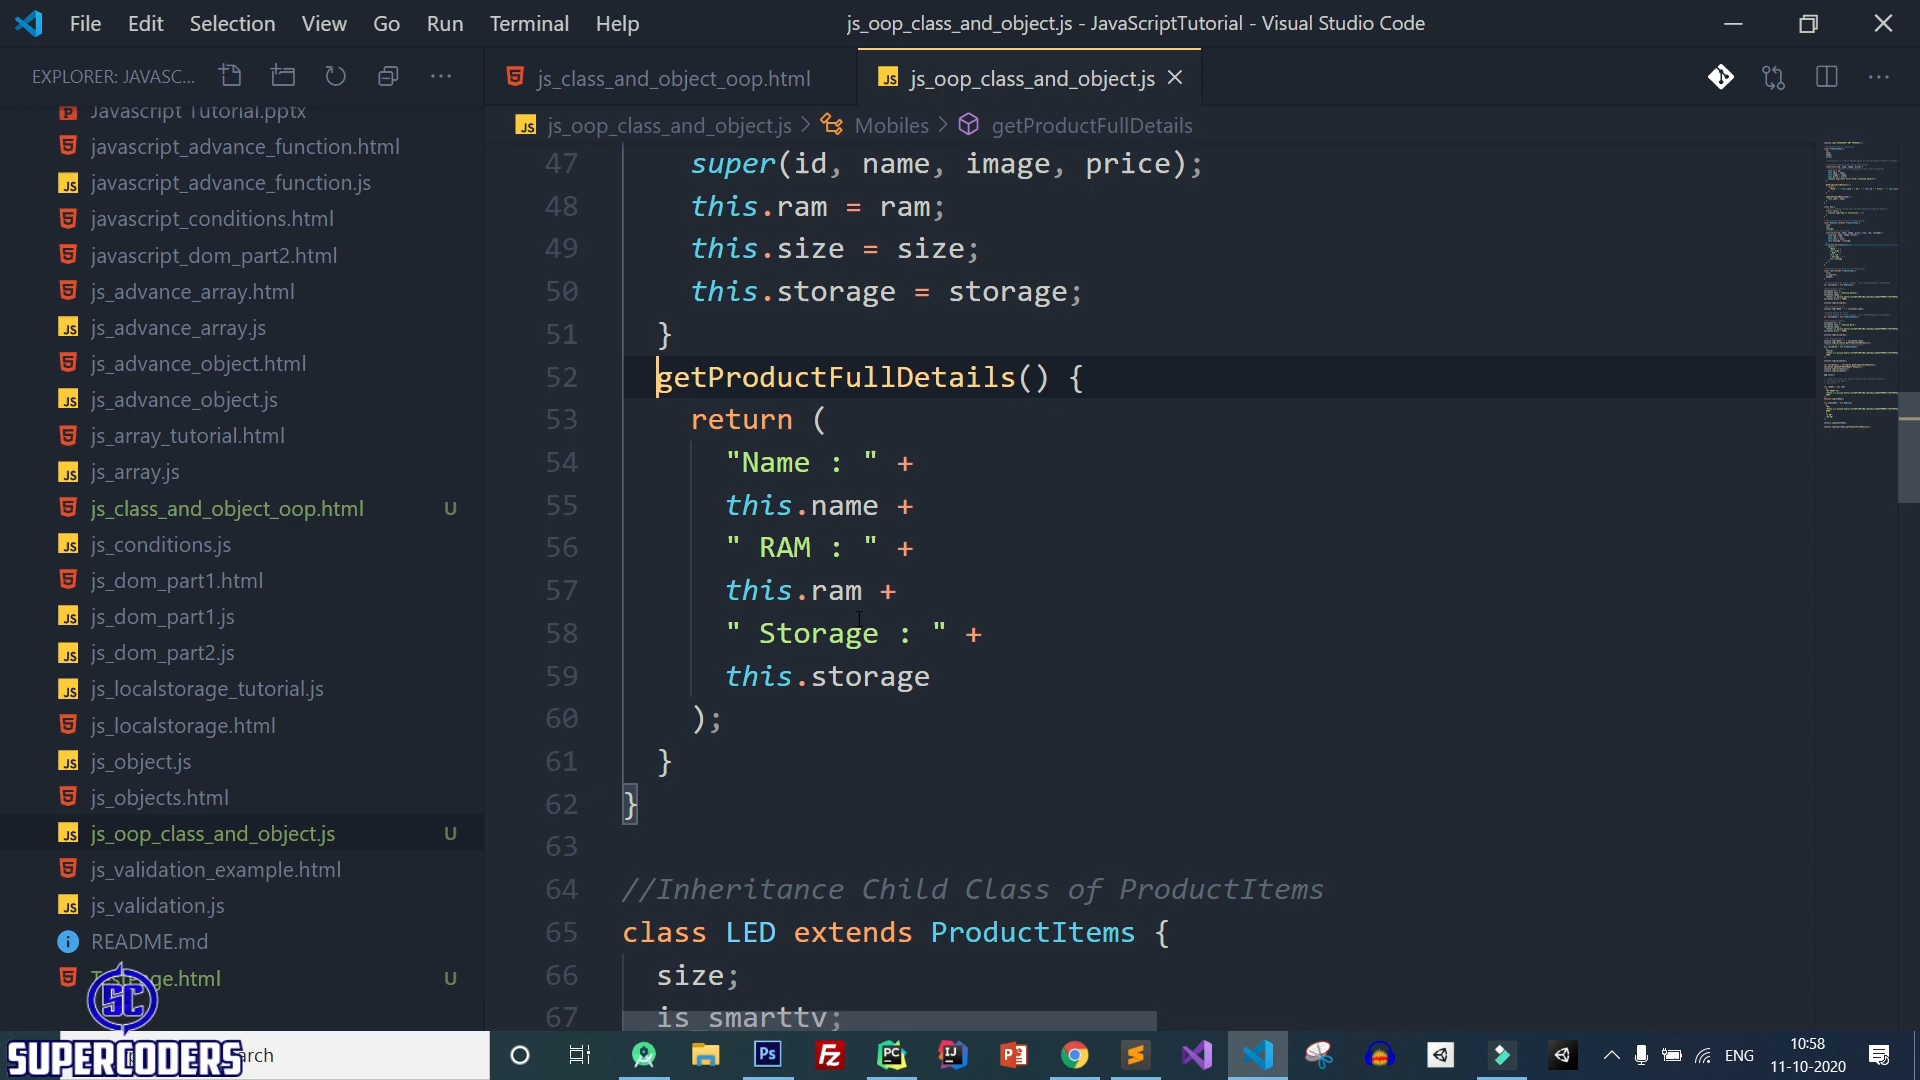 File Edit Selection View Go Run Terminal Help
js_oop_class_and_object.js - JavaScriptTutorial - Visual Studio Code
EXPLORER: JAVASC...
js_class_and_object_oop.html
js_oop_class_and_object.js
js_oop_class_and_object.js > Mobiles > getProductFullDetails
Javascript Tutorial.pptx
javascript_advance_function.html
javascript_advance_function.js
javascript_conditions.html
javascript_dom_part2.html
js_advance_array.html
js_advance_array.js
js_advance_object.html
js_advance_object.js
js_array_tutorial.html
js_array.js
js_class_and_object_oop.html U
js_conditions.js
js_dom_part1.html
js_dom_part1.js
js_dom_part2.js
js_localstorage_tutorial.js
js_localstorage.html
js_object.js
js_objects.html
js_oop_class_and_object.js U
js_validation_example.html
js_validation.js
README.md
U
47 super(id, name, image, price);
48 this.ram = ram;
49 this.size = size;
50 this.storage = storage;
51 }
52 getProductFullDetails() {
53 return (
54 "Name : " +
55 this.name +
56 " RAM : " +
57 this.ram +
58 " Storage : " +
59 this.storage
60 );
61 }
62 }
63
64 //Inheritance Child Class of ProductItems
65 class LED extends ProductItems {
66 size;
67 is_smarttv;
SC
SUPERCODERS
ENG
10:58
11-10-2020